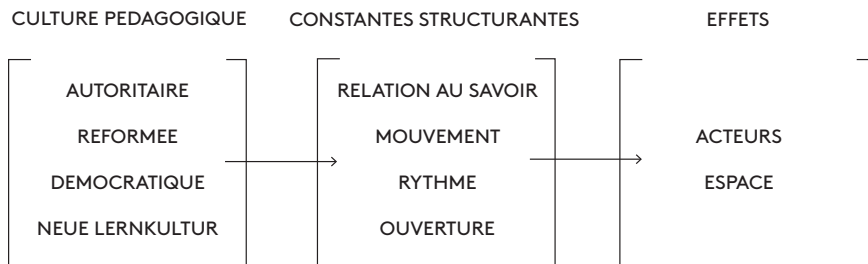 CULTURE PEDAGOGIQUE
CONSTANTES STRUCTURANTES
EFFETS
AUTORITAIRE
REFORMEE
DEMOCRATIQUE
NEUE LERNKULTUR
RELATION AU SAVOIR
MOUVEMENT
RYTHME
OUVERTURE
ACTEURS
ESPACE